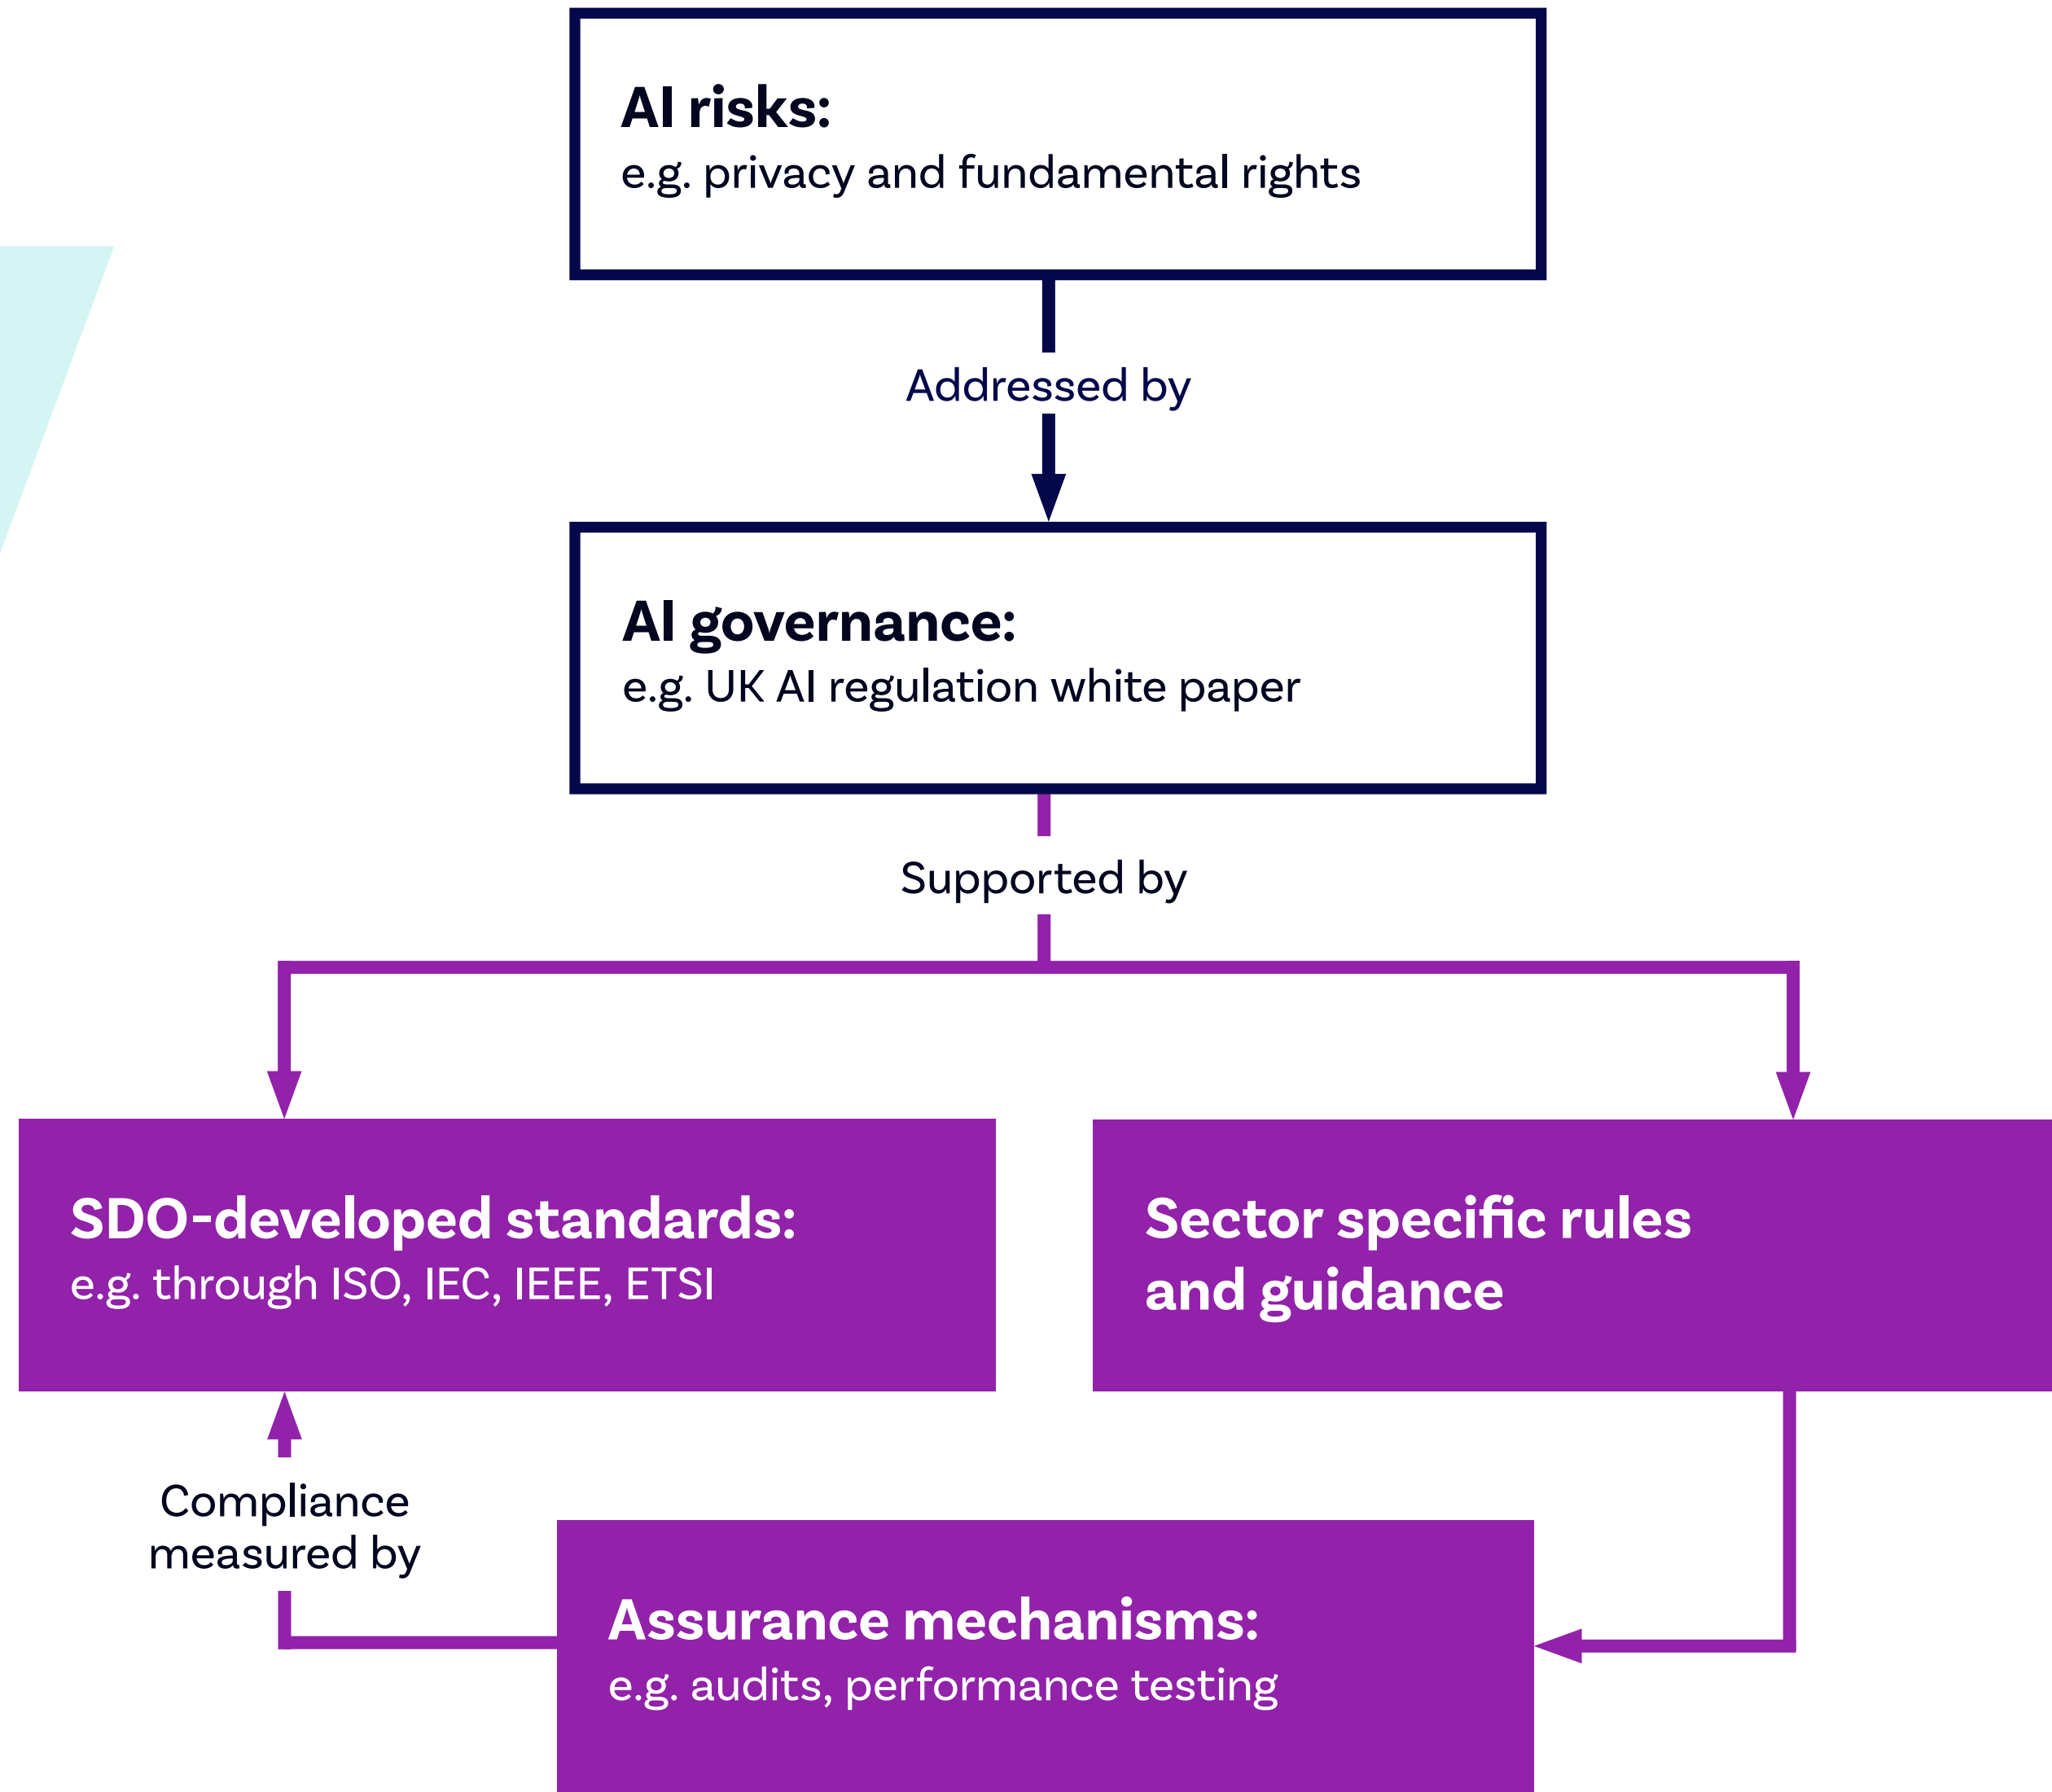 AI risks:
e.g. privacy and fundamental rights
Addressed by
AI governance:
e.g. UK AI regulation white paper
Supported by
SDO-developed standards:
e.g. through ISO, IEC, IEEE, ETSI
Sector specific rules
and guidance
Compliance
measured by
Assurance mechanisms:
e.g. audits, performance testing